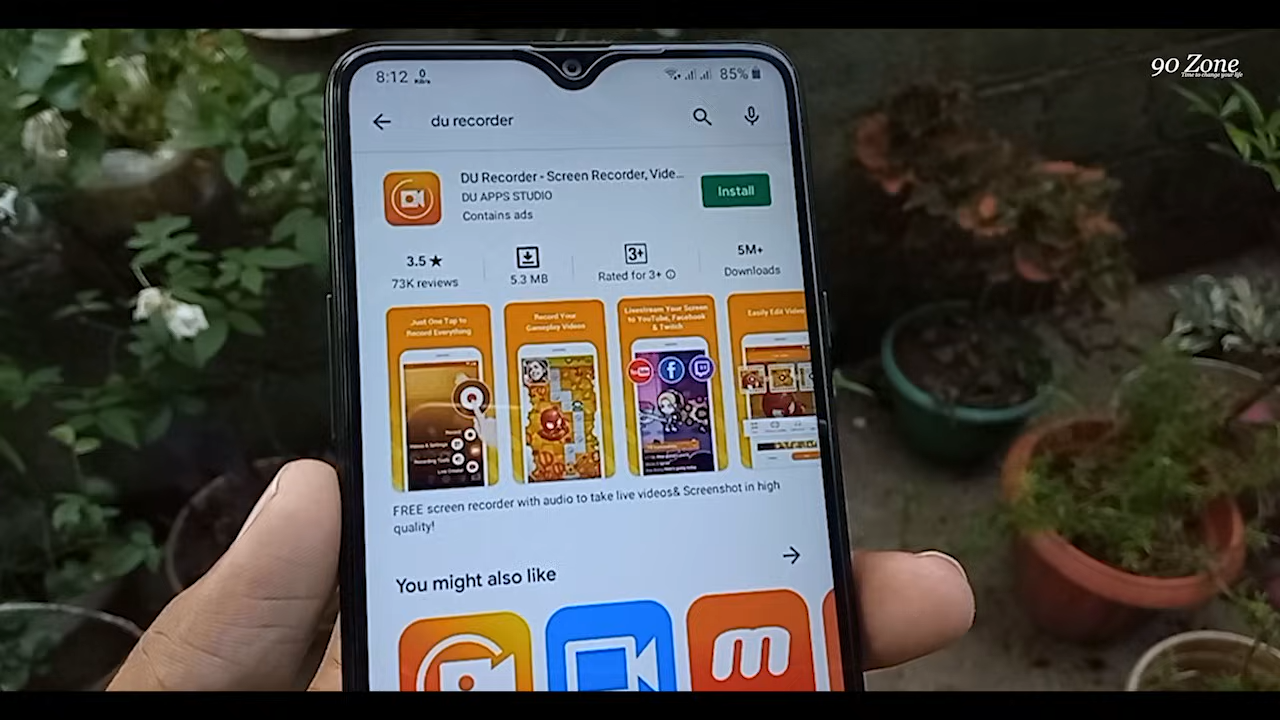 90 Zone
Time to change your life
8:12
85%
du recorder
DU Recorder - Screen Recorder, Vide...
DU APPS STUDIO
Contains ads
Install
3.5★
73K reviews
5.3 MB
3+
Rated for 3+
5M+
Downloads
Just One Tap to
Record Everything
Record Your
Gameplay Videos
Livestream Your Screen
to YouTube, Facebook
& Twitch
Easily Edit Video
FREE screen recorder with audio to take live videos& Screenshot in high
quality!
You might also like